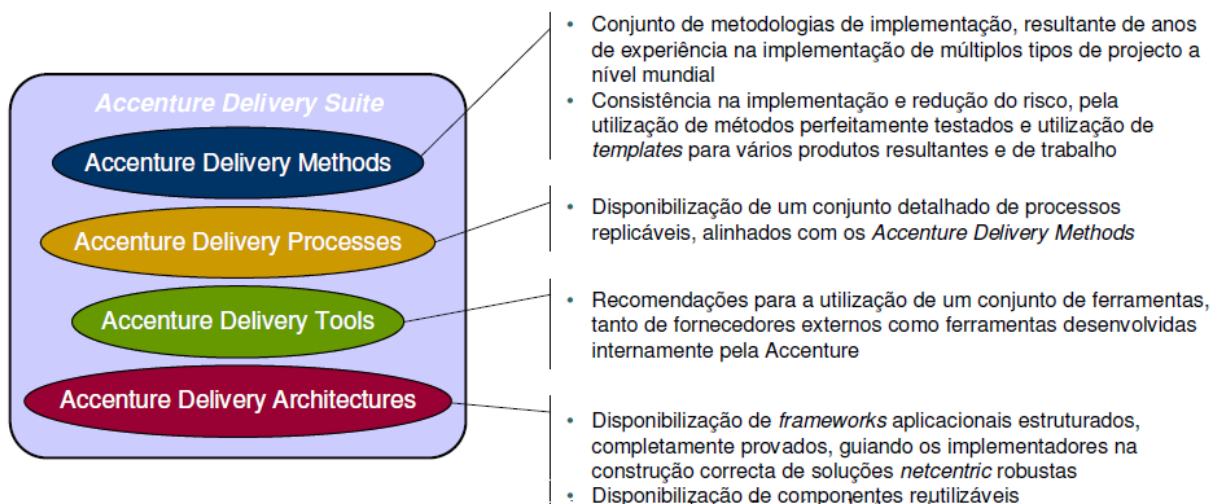 Accenture Delivery Suite
Accenture Delivery Methods
Accenture Delivery Processes
Accenture Delivery Tools
Accenture Delivery Architectures
• Conjunto de metodologias de implementação, resultante de anos
de experiência na implementação de múltiplos tipos de projecto a
nível mundial
• Consistência na implementação e redução do risco, pela
utilização de métodos perfeitamente testados e utilização de
templates para vários produtos resultantes e de trabalho
• Disponibilização de um conjunto detalhado de processos
replicáveis, alinhados com os Accenture Delivery Methods
• Recomendações para a utilização de um conjunto de ferramentas,
tanto de fornecedores externos como ferramentas desenvolvidas
internamente pela Accenture
• Disponibilização de frameworks aplicacionais estruturados,
completamente provados, guiando os implementadores na
construção correcta de soluções netcentric robustas
• Disponibilização de componentes reutilizáveis